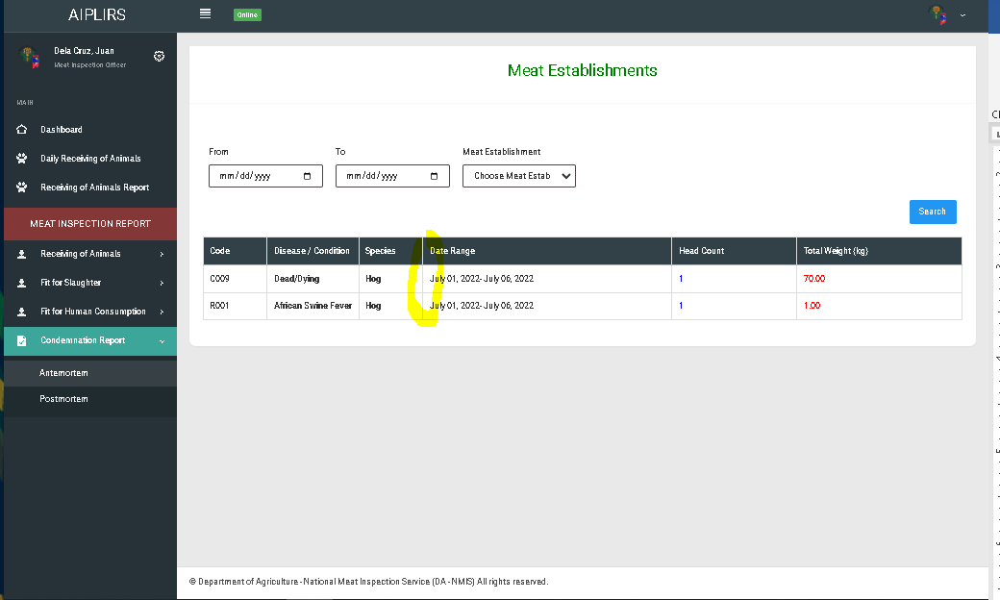 AIPLIRS
Online
Dela Cruz, Juan
Meat Inspection Officer
MAIN
Dashboard
Daily Receiving of Animals
Receiving of Animals Report
MEAT INSPECTION REPORT
Receiving of Animals
Fit for Slaughter
Fit for Human Consumption
Condemnation Report
Antemortem
Postmortem
Meat Establishments
From To Meat Establishment
mm/dd/yyyy mm/dd/yyyy Choose Meat Estab
Search
Code Disease / Condition Species Date Range Head Count Total Weight (kg)
C009 Dead/Dying Hog July 01, 2022- July 06, 2022 1 70.00
R001 African Swine Fever Hog July 01, 2022- July 06, 2022 1 1.00
© Department of Agriculture - National Meat Inspection Service (DA - NMIS) All rights reserved.